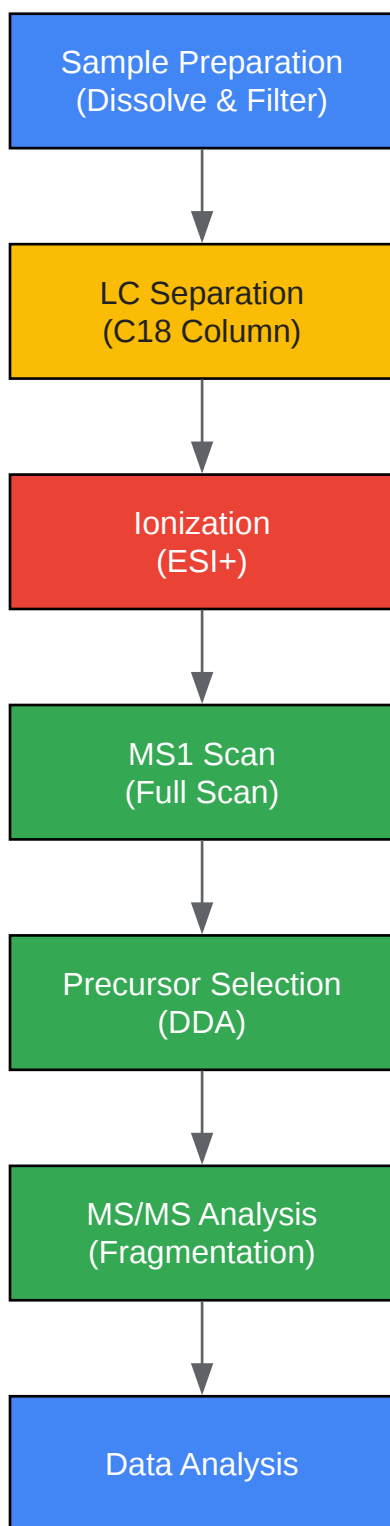 Sample Preparation
(Dissolve & Filter)
LC Separation
(C18 Column)
Ionization
(ESI+)
MS1 Scan
(Full Scan)
Precursor Selection
(DDA)
MS/MS Analysis
(Fragmentation)
Data Analysis